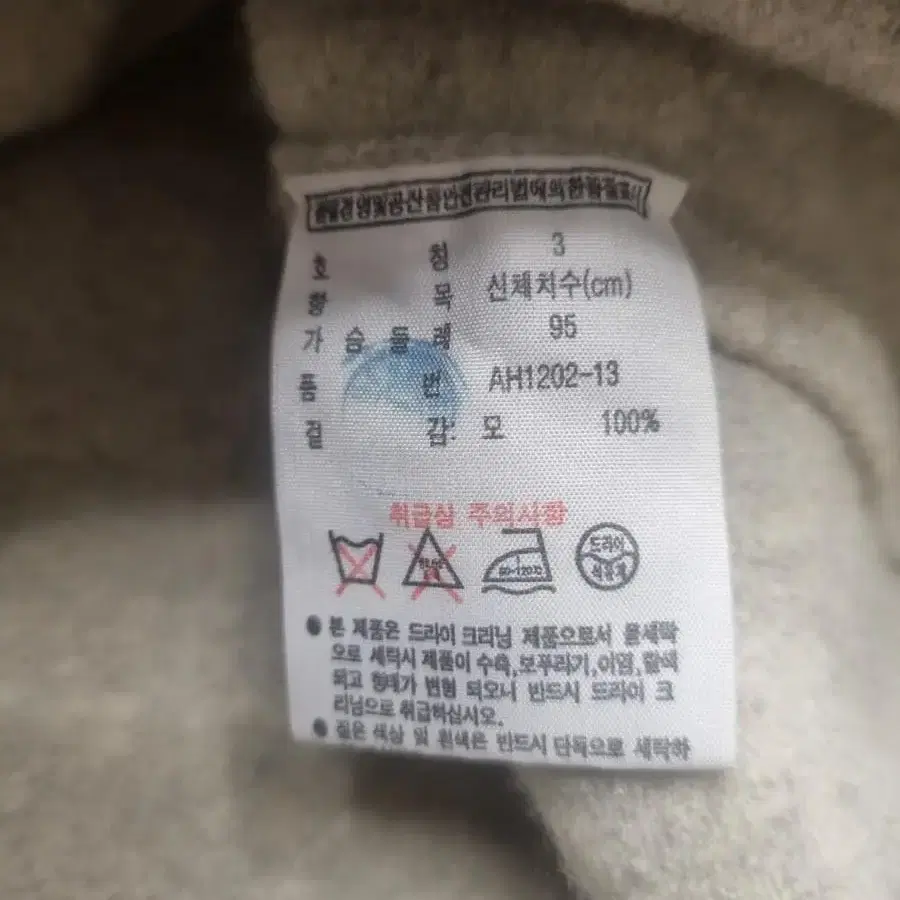 호 칭 3
항 목 신체치수(cm)
가 슴 둘 레 95
품 번 AH1202-13
겉 감: 모 100%
취급상 주의사항
드라이
● 본 제품은 드라이 크리닝 제품으로서 물세탁
으로 세탁시 제품이 수축,보푸리기,이염,탈색
되고 형태가 변형 되오니 반드시 드라이 크
리닝으로 취급하십시오.
● 짙은 색상 및 흰색은 반드시 단독으로 세탁하